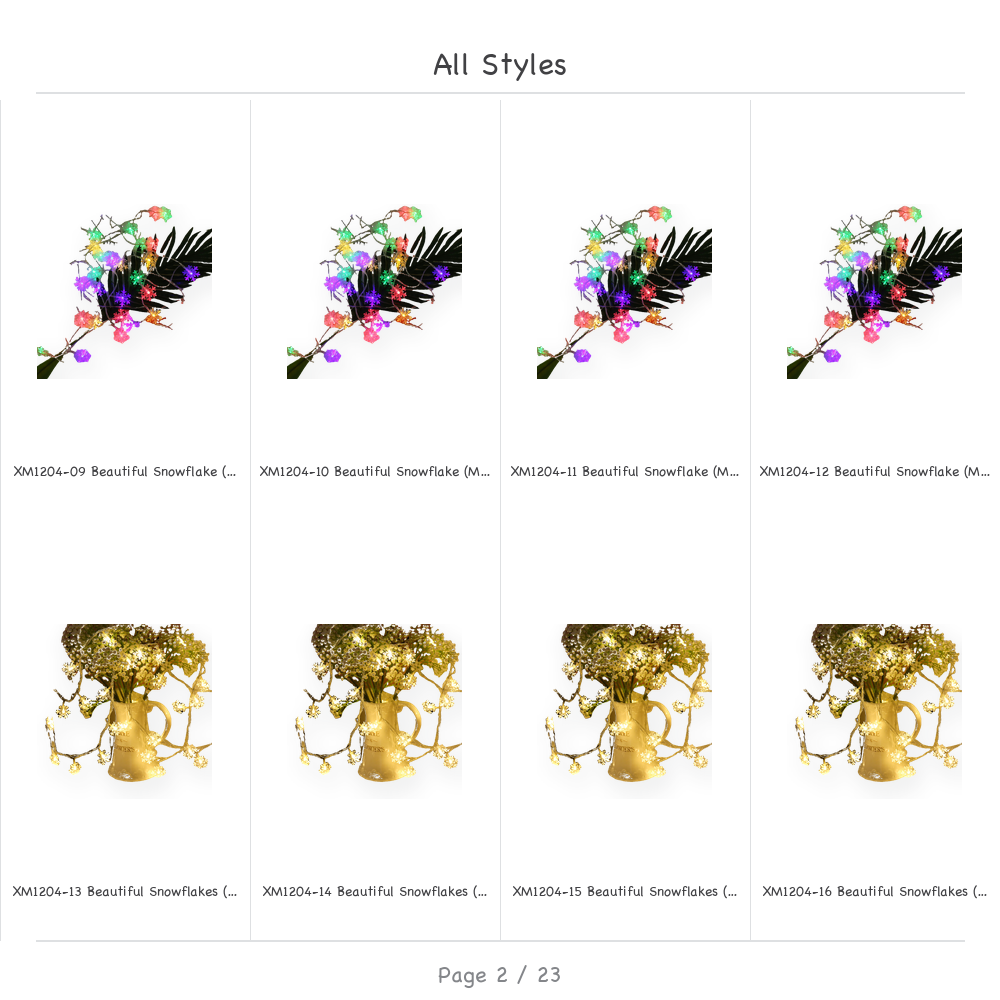 All Styles
XM1204-09 Beautiful Snowflake (...
XM1204-10 Beautiful Snowflake (M...
XM1204-11 Beautiful Snowflake (M...
XM1204-12 Beautiful Snowflake (M...
XM1204-13 Beautiful Snowflakes (...
XM1204-14 Beautiful Snowflakes (...
XM1204-15 Beautiful Snowflakes (...
XM1204-16 Beautiful Snowflakes (...
Page 2 / 23